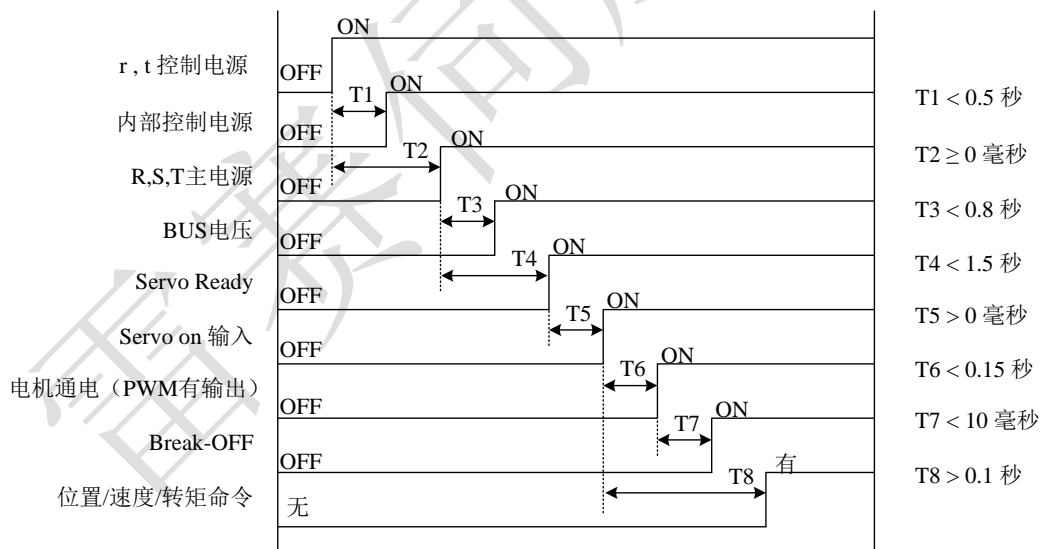 ON
r , t 控制电源
OFF
T1
ON
T1 < 0.5 秒
内部控制电源
OFF
T2
ON
T2 ≥ 0 毫秒
R,S,T主电源
OFF
T3
ON
T3 < 0.8 秒
BUS电压
OFF
T4
ON
T4 < 1.5 秒
Servo Ready
OFF
T5
ON
T5 > 0 毫秒
Servo on 输入
OFF
T6
ON
T6 < 0.15 秒
电机通电（PWM有输出）
OFF
T7
ON
T7 < 10 毫秒
Break-OFF
OFF
T8
有
T8 > 0.1 秒
位置/速度/转矩命令
无
雷赛伺